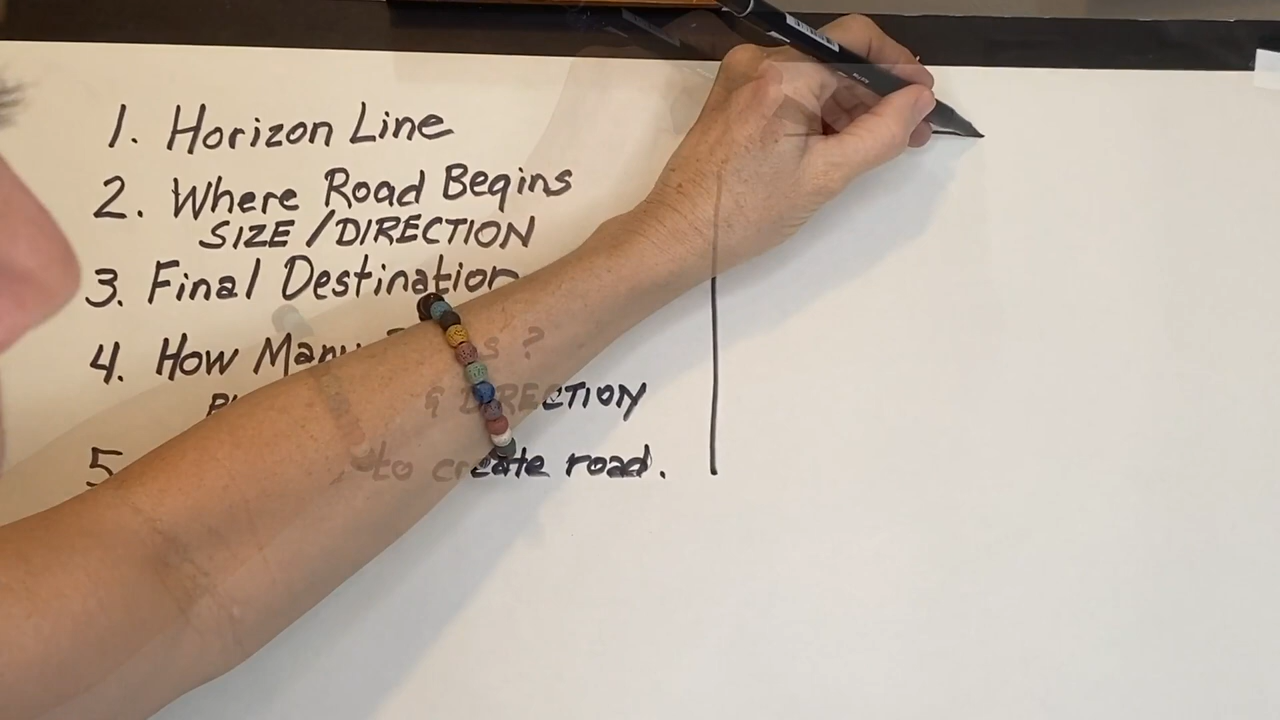 1. Horizon Line
2. Where Road Begins
SIZE / DIRECTION
3. Final Destination
4. How Many ?
& DIRECTION
5. to create road.